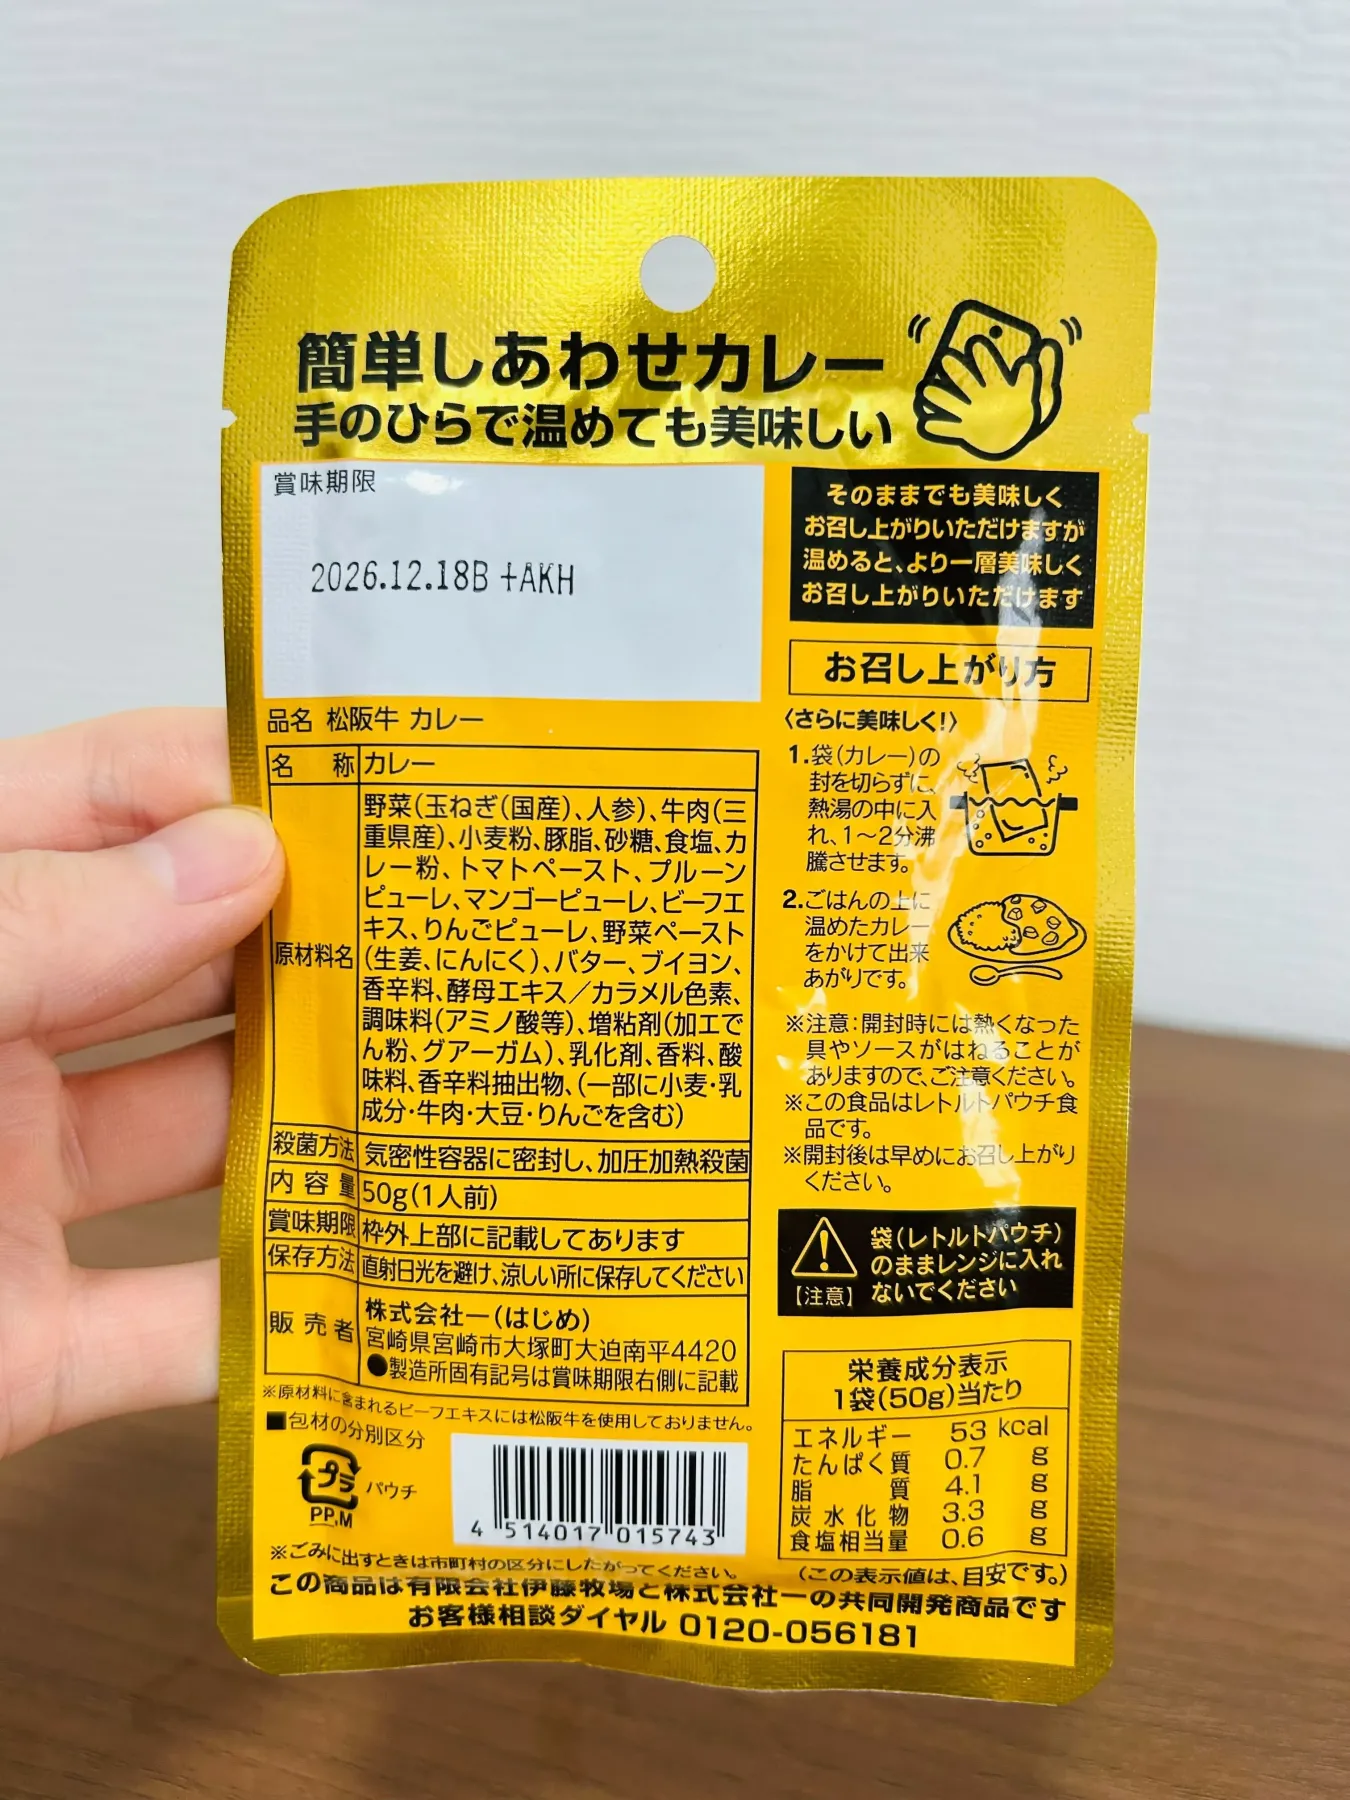 簡単しあわせカレー
手のひらで温めても美味しい
賞味期限
2026.12.18B +AKH
そのままでも美味しく
お召し上がりいただけますが
温めると、より一層美味しく
お召し上がりいただけます
お召し上がり方
〈さらに美味しく!〉
1.袋(カレー)の
封を切らずに、
熱湯の中に入
れ、1〜2分沸
騰させます。
2.ごはんの上に
温めたカレー
をかけて出来
あがりです。
※注意:開封時には熱くなった
具やソースがはねることが
ありますので、ご注意ください。
※この食品はレトルトパウチ食
品です。
※開封後は早めにお召し上がり
ください。
【注意】
袋(レトルトパウチ)
のままレンジに入れ
ないでください
品名 松阪牛 カレー
名 称 カレー
原材料名
野菜(玉ねぎ(国産)、人参)、牛肉(三
重県産)、小麦粉、豚脂、砂糖、食塩、カ
レー粉、トマトペースト、プルーン
ピューレ、マンゴーピューレ、ビーフエ
キス、りんごピューレ、野菜ペースト
(生姜、にんにく)、バター、ブイヨン、
香辛料、酵母エキス/カラメル色素、
調味料(アミノ酸等)、増粘剤(加工で
ん粉、グアーガム)、乳化剤、香料、酸
味料、香辛料抽出物、(一部に小麦・乳
成分・牛肉・大豆・りんごを含む)
殺菌方法 気密性容器に密封し、加圧加熱殺菌
内容量 50g(1人前)
賞味期限 枠外上部に記載してあります
保存方法 直射日光を避け、涼しい所に保存してください
販売者
株式会社一(はじめ)
宮崎県宮崎市大塚町大迫南平4420
●製造所固有記号は賞味期限右側に記載
※原材料に含まれるビーフエキスには松阪牛を使用しておりません。
■包材の分別区分
プラ パウチ
PP,M
4 514017 015743
栄養成分表示
1袋(50g)当たり
エネルギー 53 kcal
たんぱく質 0.7 g
脂質 4.1 g
炭水化物 3.3 g
食塩相当量 0.6 g
(この表示値は、目安です。)
※ごみに出すときは市町村の区分にしたがってください。
この商品は有限会社伊藤牧場と株式会社一の共同開発商品です
お客様相談ダイヤル 0120-056181